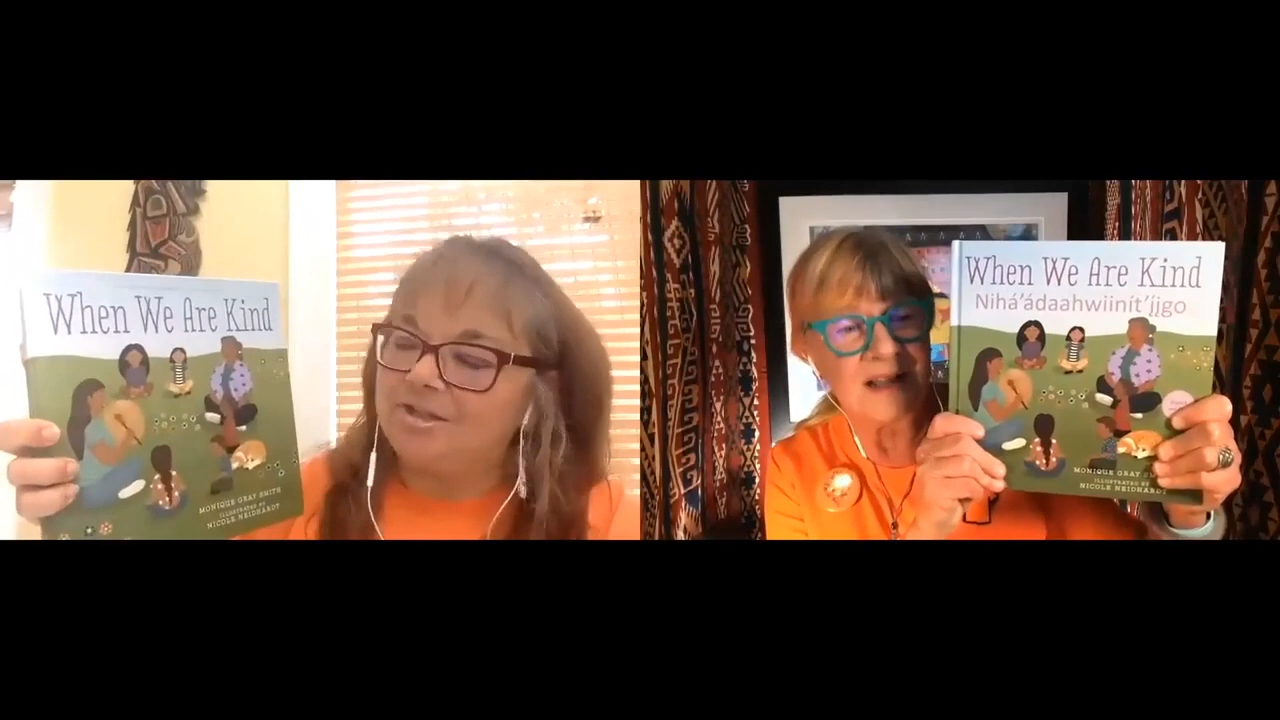 When We Are Kind
MONIQUE GRAY SMITH
ILLUSTRATED BY
NICOLE NEIDHARDT
When We Are Kind
Nihá’ádaahwiinít’į́įgo
MONIQUE GRAY
ILLUSTRATED BY
NICOLE NEIDHARDT